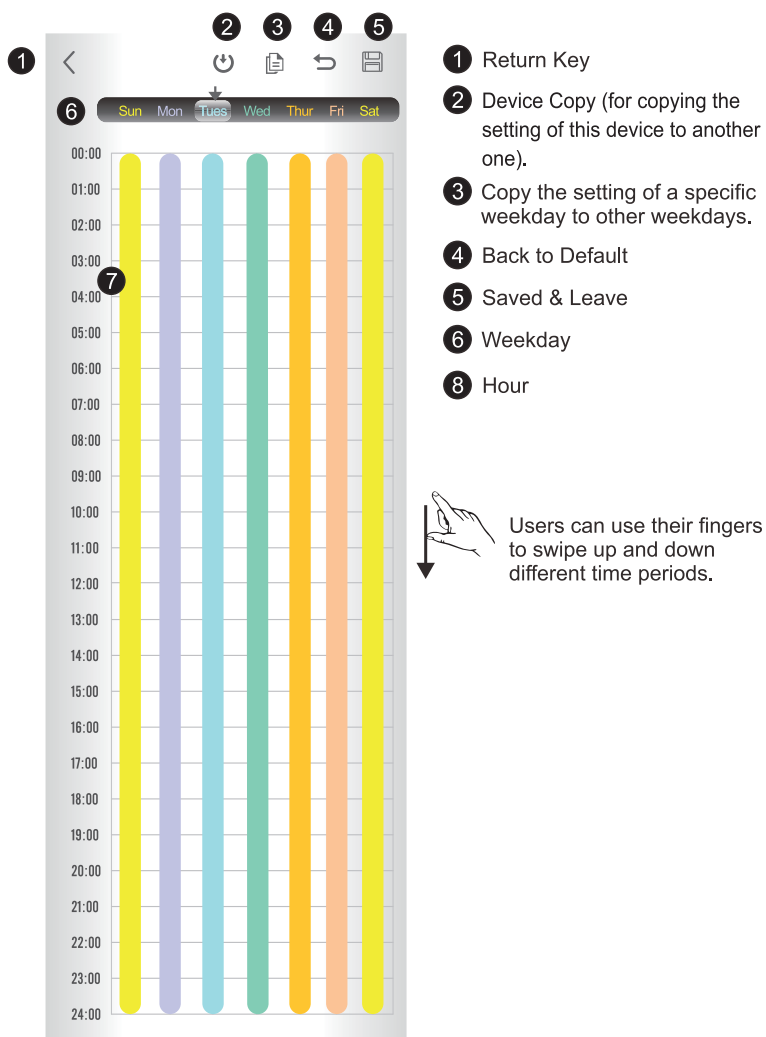 2 3 4 5
1
6 Sun Mon Tues Wed Thur Fri Sat
00:00
01:00
02:00
03:00
7
04:00
05:00
06:00
07:00
08:00
09:00
10:00
11:00
12:00
13:00
14:00
15:00
16:00
17:00
18:00
19:00
20:00
21:00
22:00
23:00
24:00
1 Return Key
2 Device Copy (for copying the
setting of this device to another
one).
3 Copy the setting of a specific
weekday to other weekdays.
4 Back to Default
5 Saved & Leave
6 Weekday
8 Hour
Users can use their fingers
to swipe up and down
different time periods.